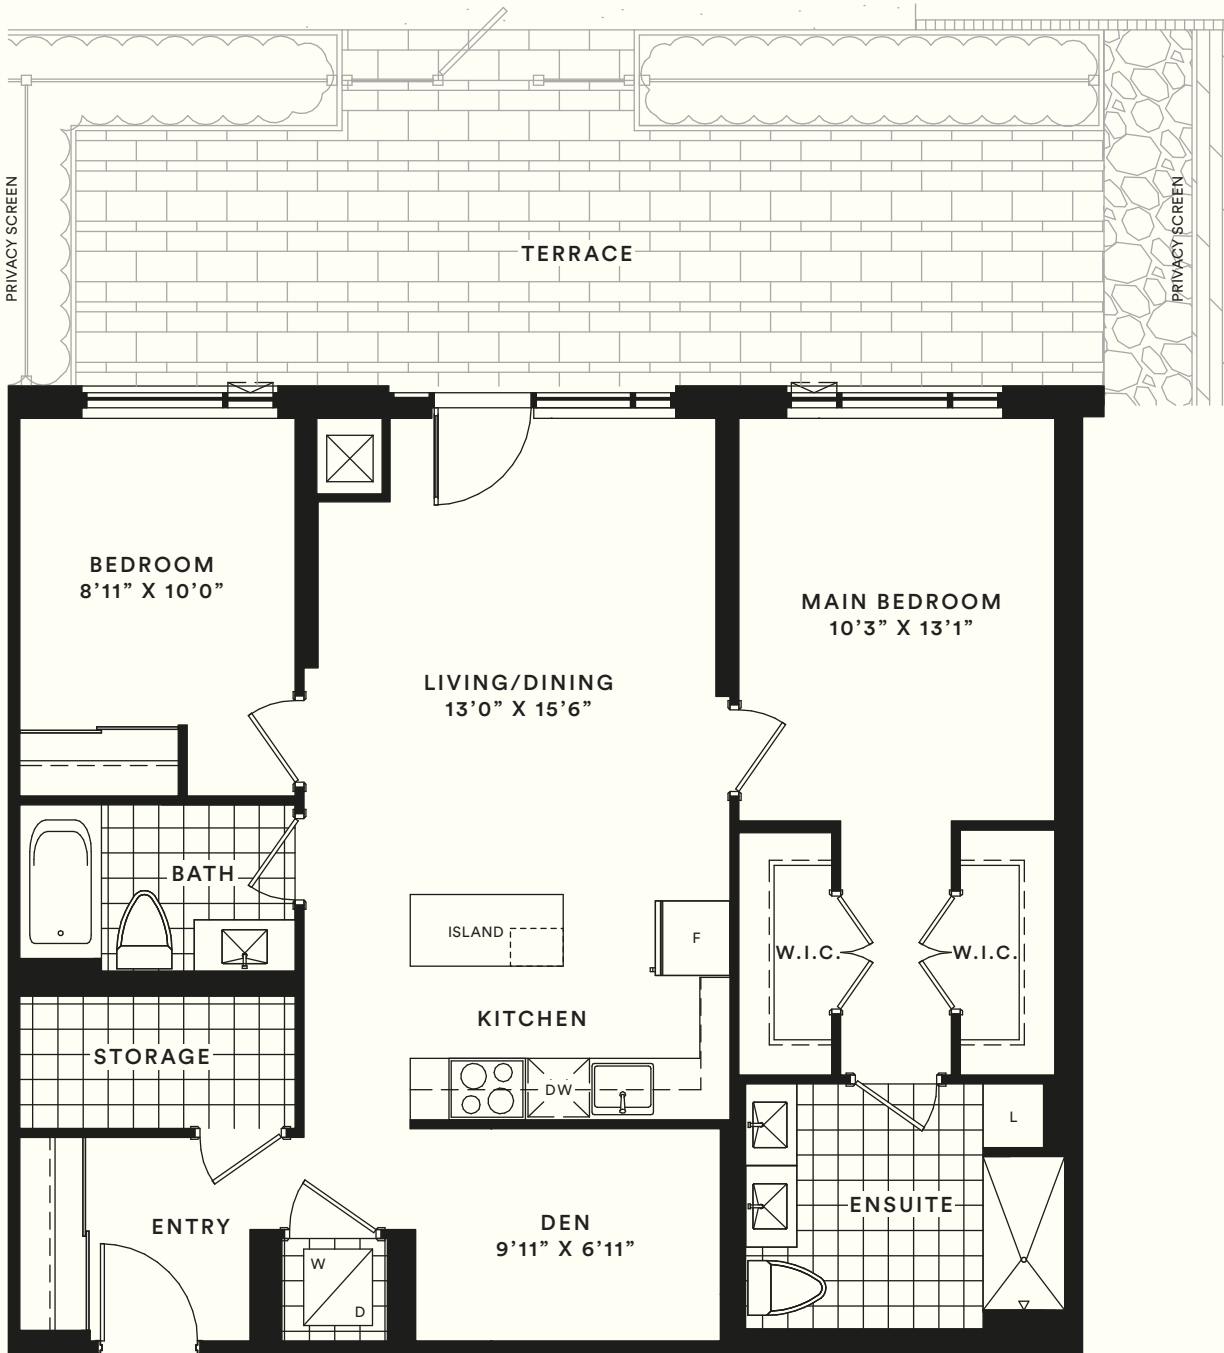 PRIVACY SCREEN
TERRACE
PRIVACY SCREEN
BEDROOM
8’11” X 10’0”
MAIN BEDROOM
10’3” X 13’1”
LIVING/DINING
13’0” X 15’6”
BATH
ISLAND
F
W.I.C.
W.I.C.
KITCHEN
STORAGE
DW
L
ENTRY
DEN
9’11” X 6’11”
ENSUITE
W
D